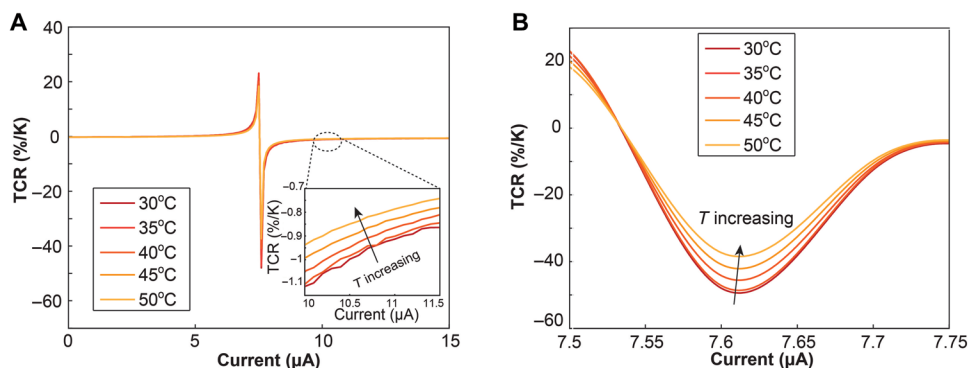 A
TCR (%/K)
40
20
0
−20
−40
−60
0
5
10
15
Current (µA)
30°C
35°C
40°C
45°C
50°C
TCR (%/K)
−0.7
−0.8
−0.9
−1
−1.1
10
10.5
11
11.5
Current (µA)
T increasing
B
TCR (%/K)
20
0
−20
−40
−60
7.5
7.55
7.6
7.65
7.7
7.75
Current (µA)
30°C
35°C
40°C
45°C
50°C
T increasing